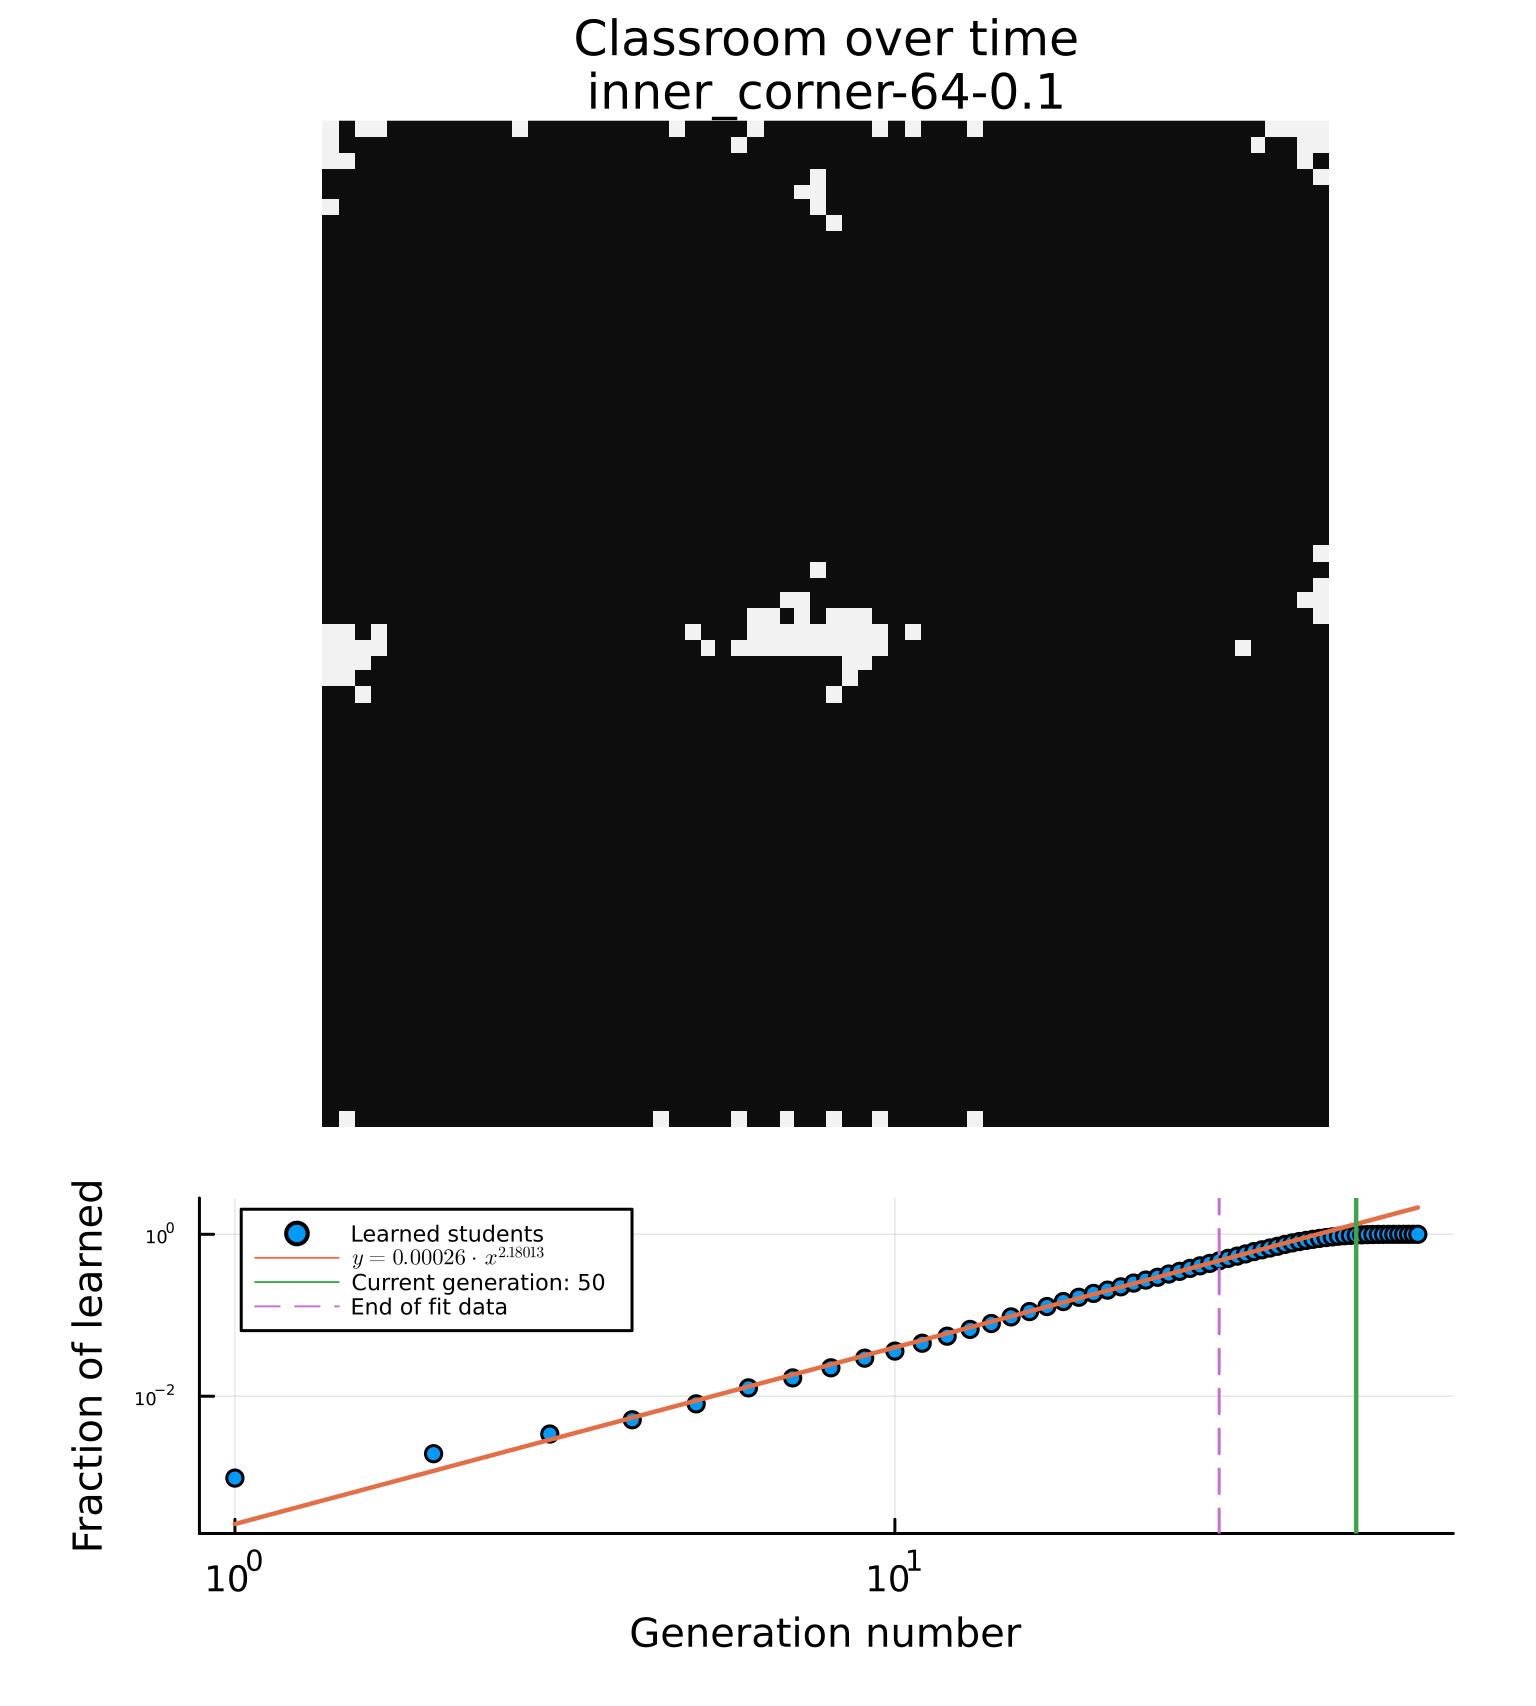 Classroom over time
inner_corner-64-0.1
Fraction of learned
10^0
10^−2
Learned students
y = 0.00026 · x^2.18013
Current generation: 50
End of fit data
10^0
10^1
Generation number